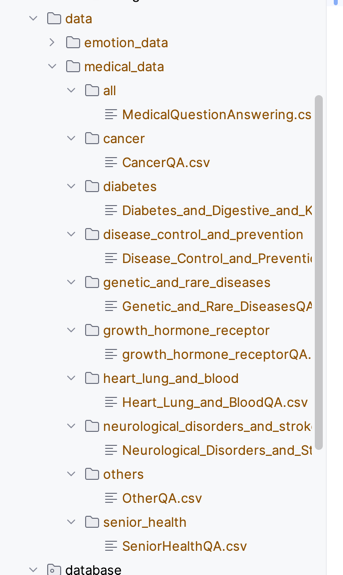 data
emotion_data
medical_data
all
MedicalQuestionAnswering.cs
cancer
CancerQA.csv
diabetes
Diabetes_and_Digestive_and_K
disease_control_and_prevention
Disease_Control_and_Preventi
genetic_and_rare_diseases
Genetic_and_Rare_DiseasesQA
growth_hormone_receptor
growth_hormone_receptorQA.
heart_lung_and_blood
Heart_Lung_and_BloodQA.csv
neurological_disorders_and_strok
Neurological_Disorders_and_St
others
OtherQA.csv
senior_health
SeniorHealthQA.csv
database